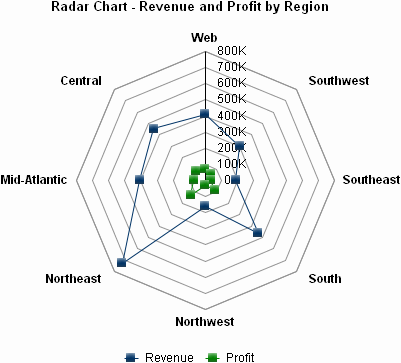 Radar Chart - Revenue and Profit by Region
Web
800K
700K
600K
500K
400K
300K
200K
100K
0
Central
Southwest
Mid-Atlantic
Southeast
Northeast
South
Northwest
Revenue
Profit